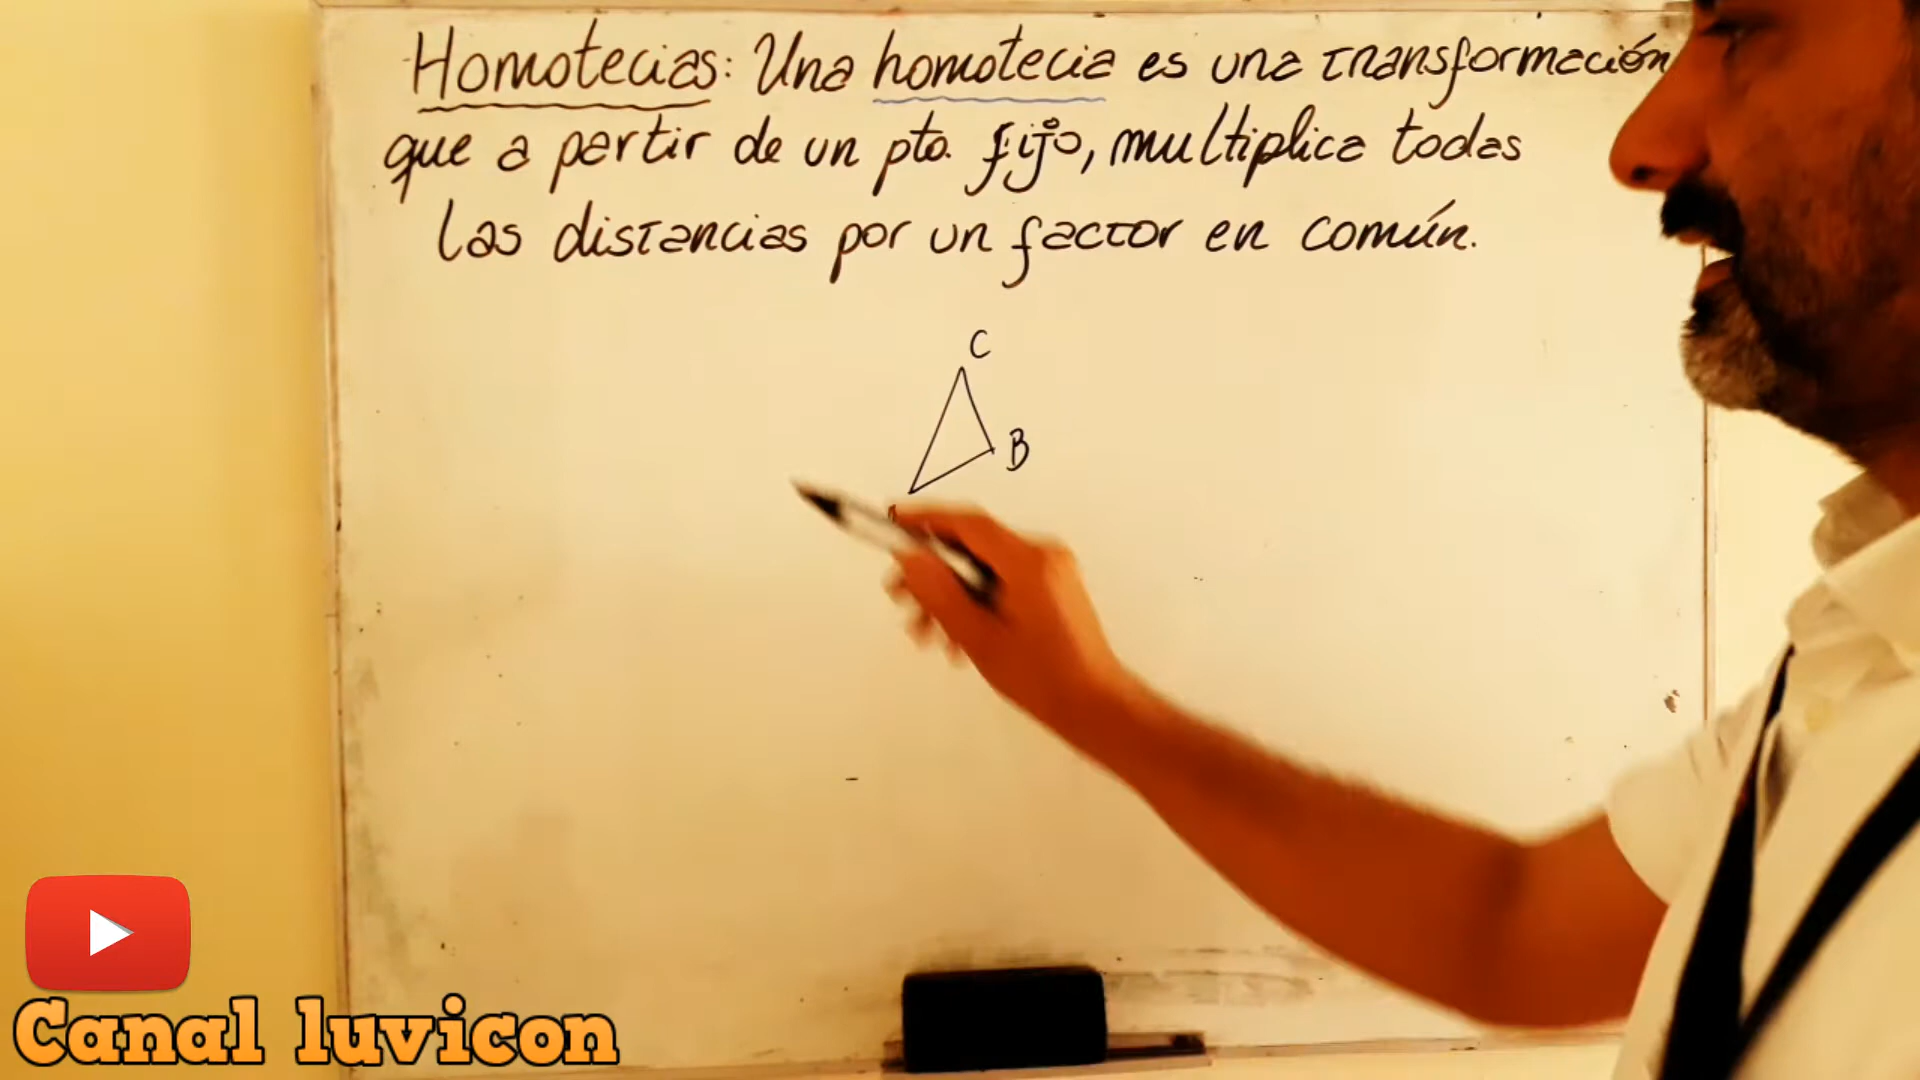 Homotecias: Una homotecia es una transformación
que a partir de un pto. fijo, multiplica todas
las distancias por un factor en común.
C
B
Canal luvicon